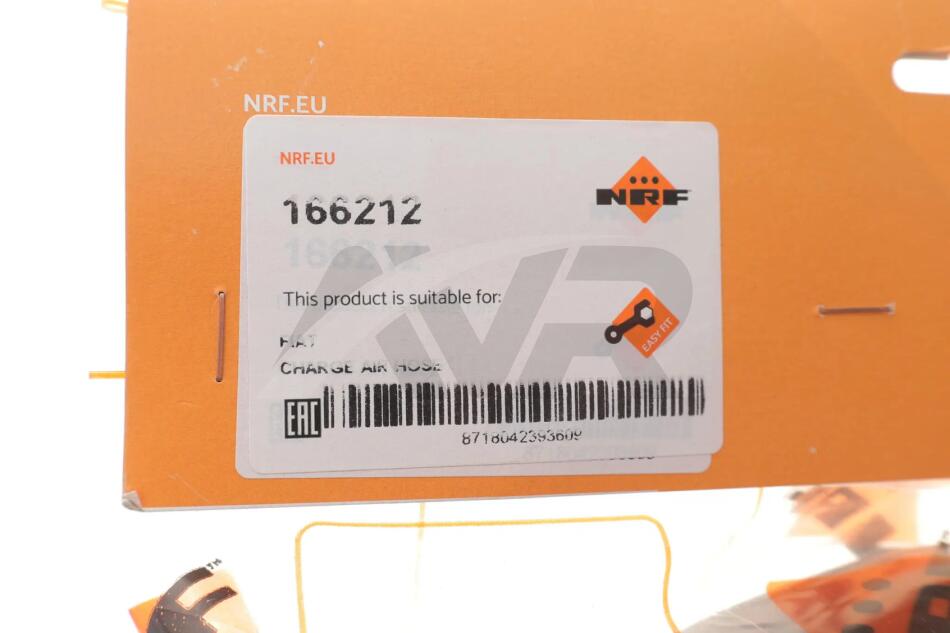 NRF.EU
NRF.EU
166212
NRF
This product is suitable for:
FIAT
CHARGE AIR HOSE
EASY FIT
EAC
8718042393609
AVR